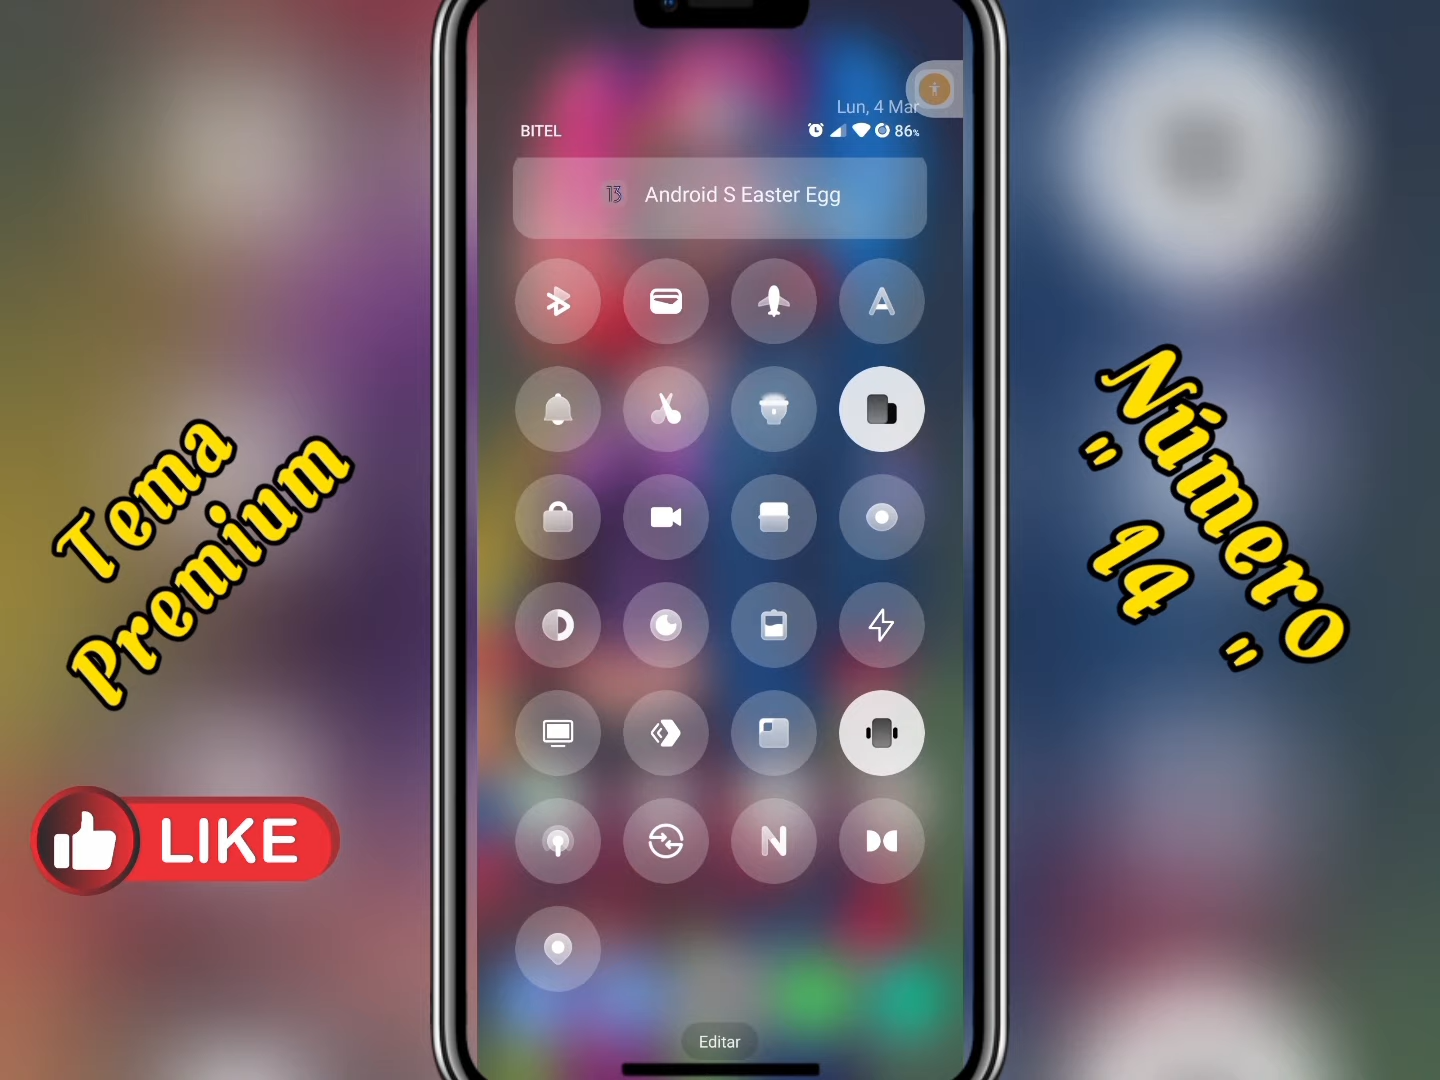 Lun, 4 Mar
BITEL
86%
13 Android S Easter Egg
Tema
Premium
Número
" 14 "
LIKE
Editar